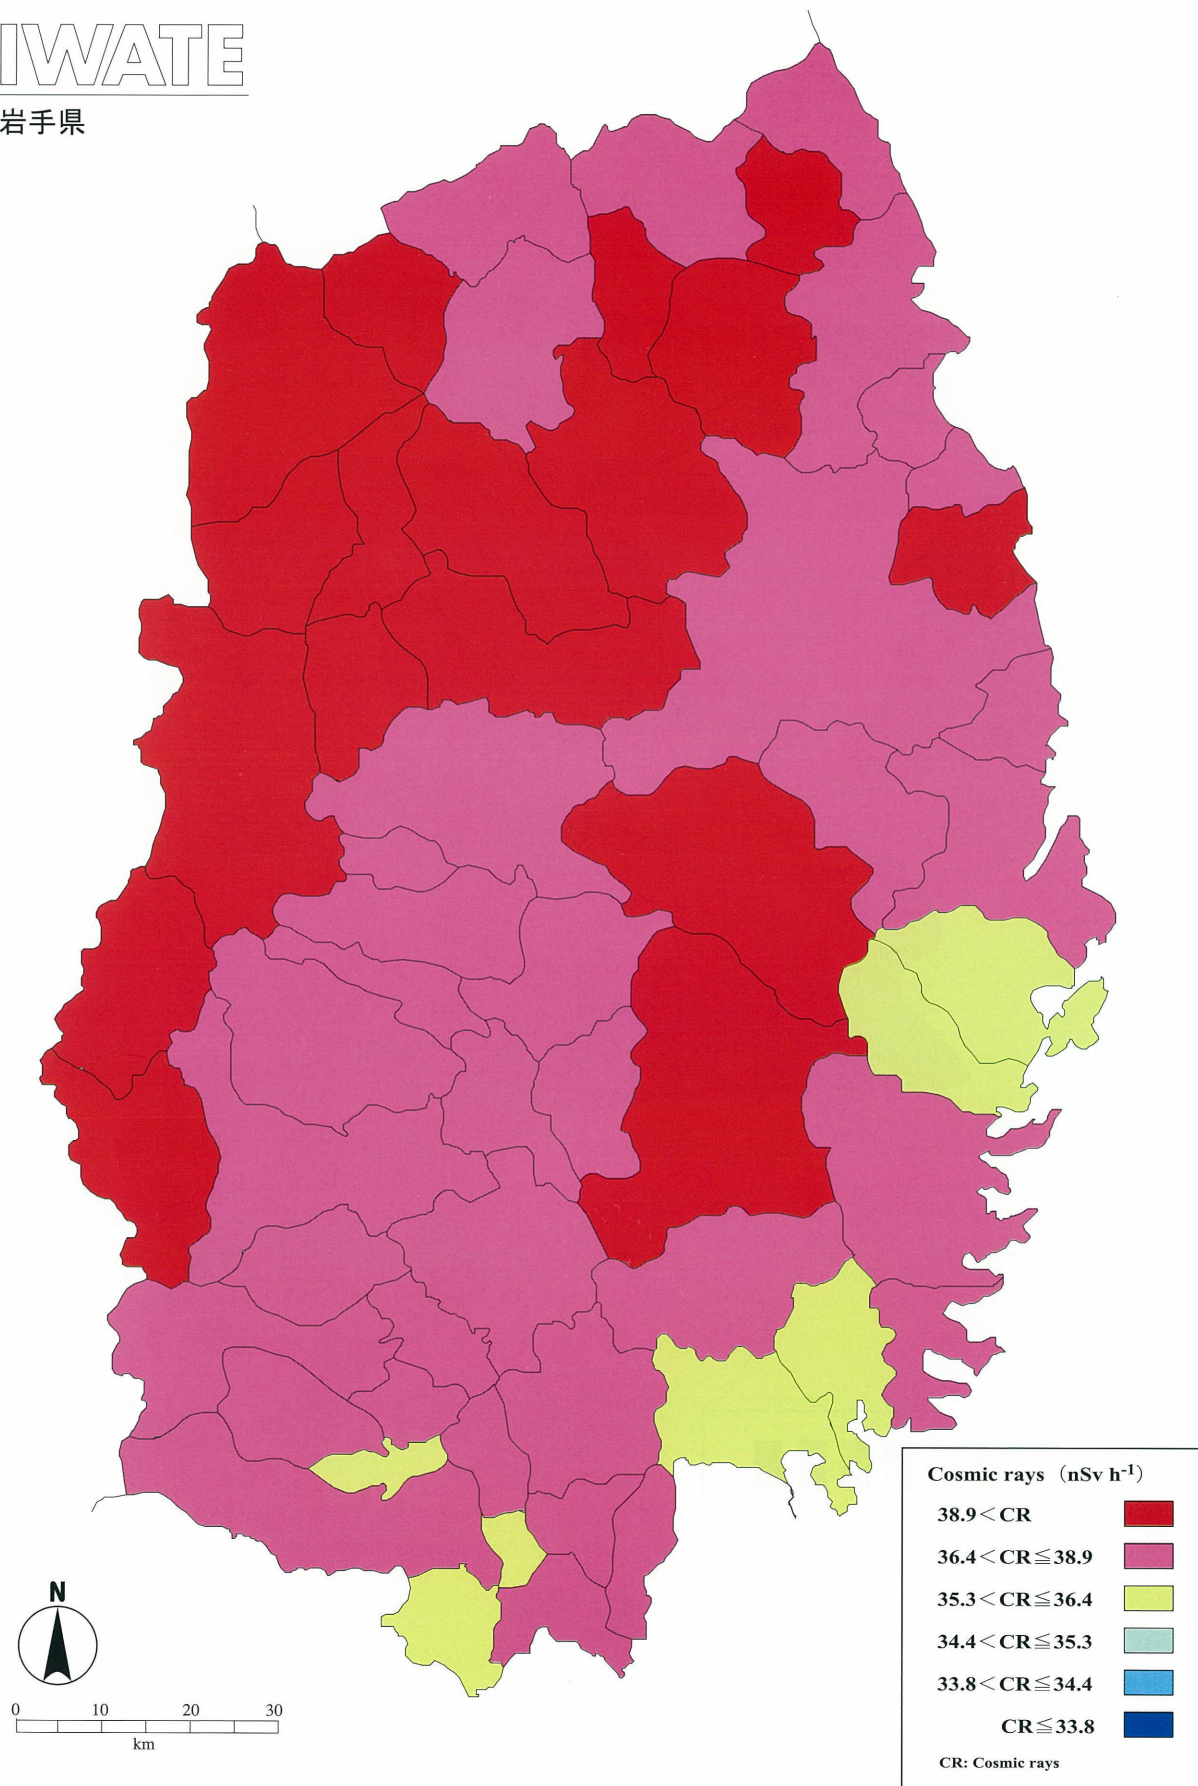 IWATE
岩手県
Cosmic rays (nSv h-1)
38.9＜CR
36.4＜CR≦38.9
35.3＜CR≦36.4
34.4＜CR≦35.3
33.8＜CR≦34.4
CR≦33.8
CR: Cosmic rays
N
0 10 20 30
km